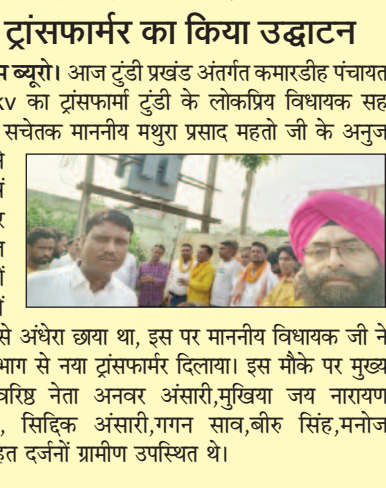 ट्रांसफार्मर का किया उद्घाटन
ब्यूरो। आज टुंडी प्रखंड अंतर्गत कमारडीह पंचायत
kv का ट्रांसफार्मा टुंडी के लोकप्रिय विधायक सह
सचेतक माननीय मथुरा प्रसाद महतो जी के अनुज
से अंधेरा छाया था, इस पर माननीय विधायक जी ने
भाग से नया ट्रांसफार्मर दिलाया। इस मौके पर मुख्य
वरिष्ठ नेता अनवर अंसारी,मुखिया जय नारायण
, सिद्दिक अंसारी,गगन साव,बीरु सिंह,मनोज
दर्जनों ग्रामीण उपस्थित थे।